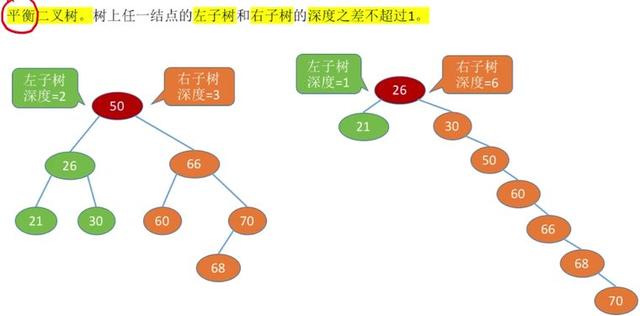 平衡二叉树。树上任一结点的左子树和右子树的深度之差不超过1。
左子树
深度=2
50
右子树
深度=3
26
66
21
30
60
70
68
左子树
深度=1
26
右子树
深度=6
21
30
50
60
66
68
70